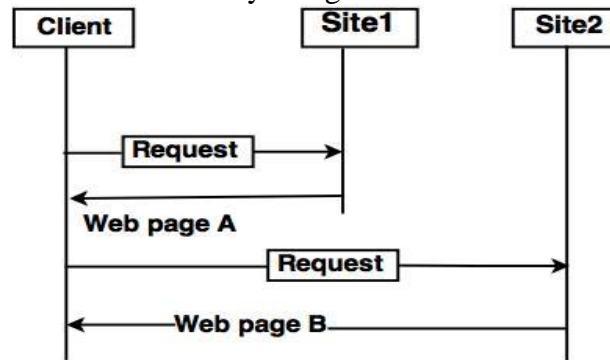 Client Site1 Site2
Request
Web page A
Request
Web page B